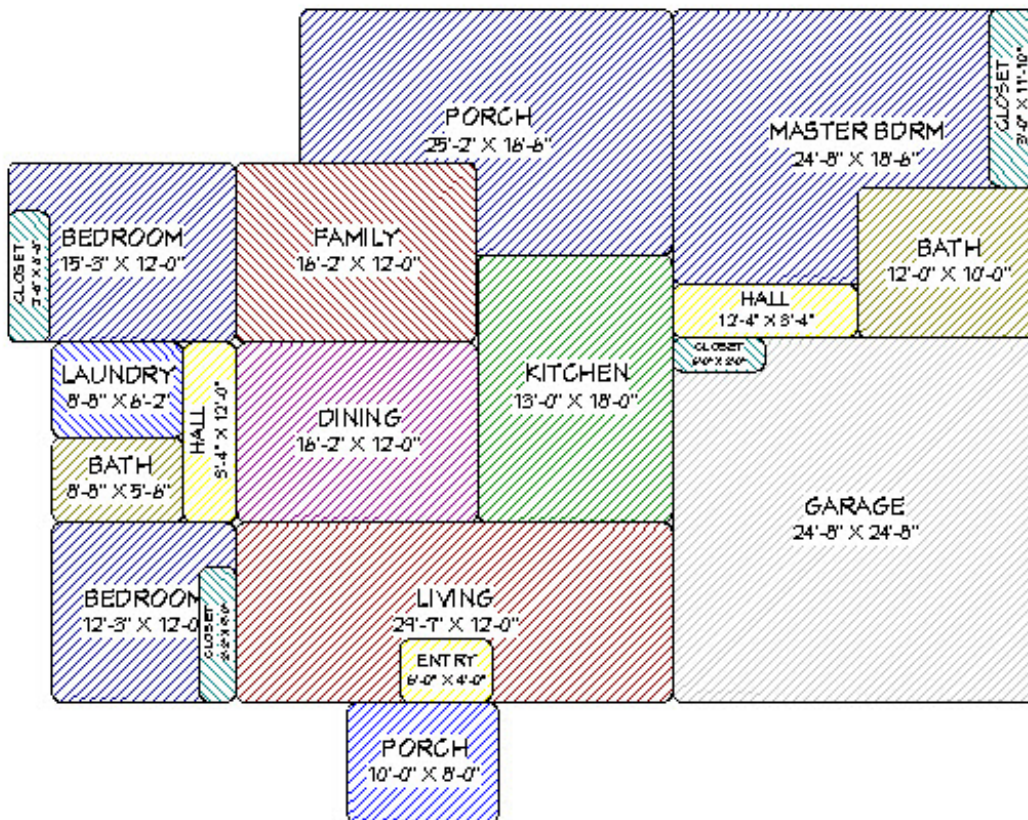 PORCH
25'-2" X 16'-6"
MASTER BDRM
24'-8" X 18'-6"
CLOSET
BEDROOM
15'-3" X 12'-0"
CLOSET
FAMILY
16'-2" X 12'-0"
BATH
12'-0" X 10'-0"
HALL
12'-4" X 3'-4"
CLOSET
LAUNDRY
8'-8" X 6'-2"
HALL
3'-4" X 12'-0"
DINING
16'-2" X 12'-0"
KITCHEN
13'-0" X 18'-0"
BATH
8'-8" X 5'-6"
GARAGE
24'-8" X 24'-8"
BEDROOM
12'-3" X 12'-0
CLOSET
LIVING
29'-7" X 12'-0"
ENTRY
6'-0" X 4'-0"
PORCH
10'-0" X 8'-0"